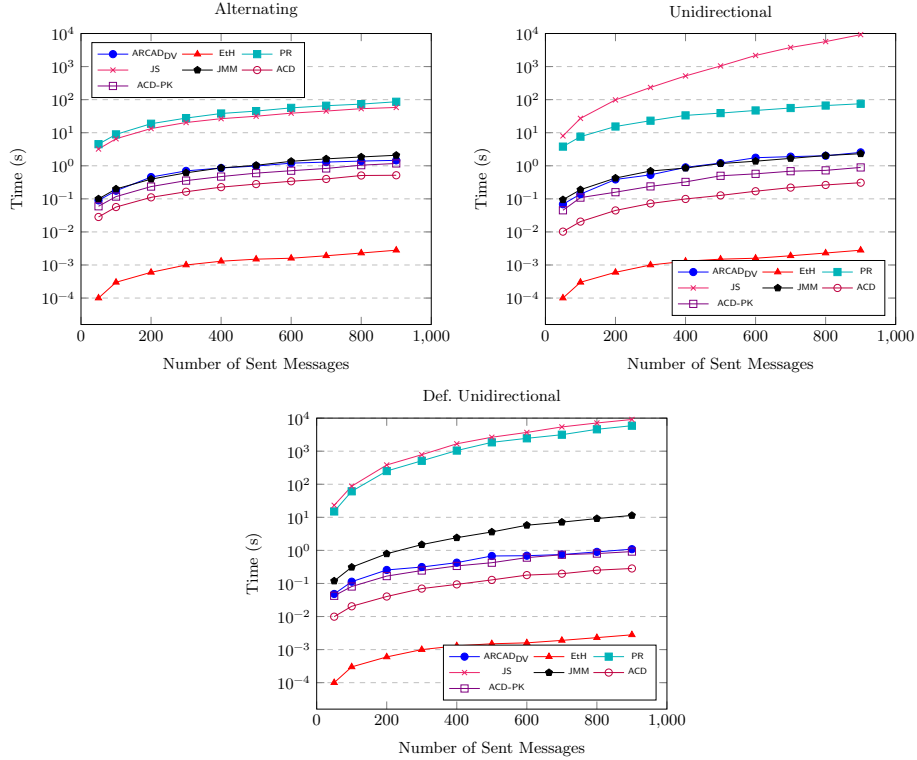 Alternating
10^4
10^3
10^2
10^1
10^0
10^−1
10^−2
10^−3
10^−4
Time (s)
ARCAD_DV EtH PR
JS JMM ACD
ACD-PK
0 200 400 600 800 1,000
Number of Sent Messages
Unidirectional
10^4
10^3
10^2
10^1
10^0
10^−1
10^−2
10^−3
10^−4
Time (s)
ARCAD_DV EtH PR
JS JMM ACD
ACD-PK
0 200 400 600 800 1,000
Number of Sent Messages
Def. Unidirectional
10^4
10^3
10^2
10^1
10^0
10^−1
10^−2
10^−3
10^−4
Time (s)
ARCAD_DV EtH PR
JS JMM ACD
ACD-PK
0 200 400 600 800 1,000
Number of Sent Messages